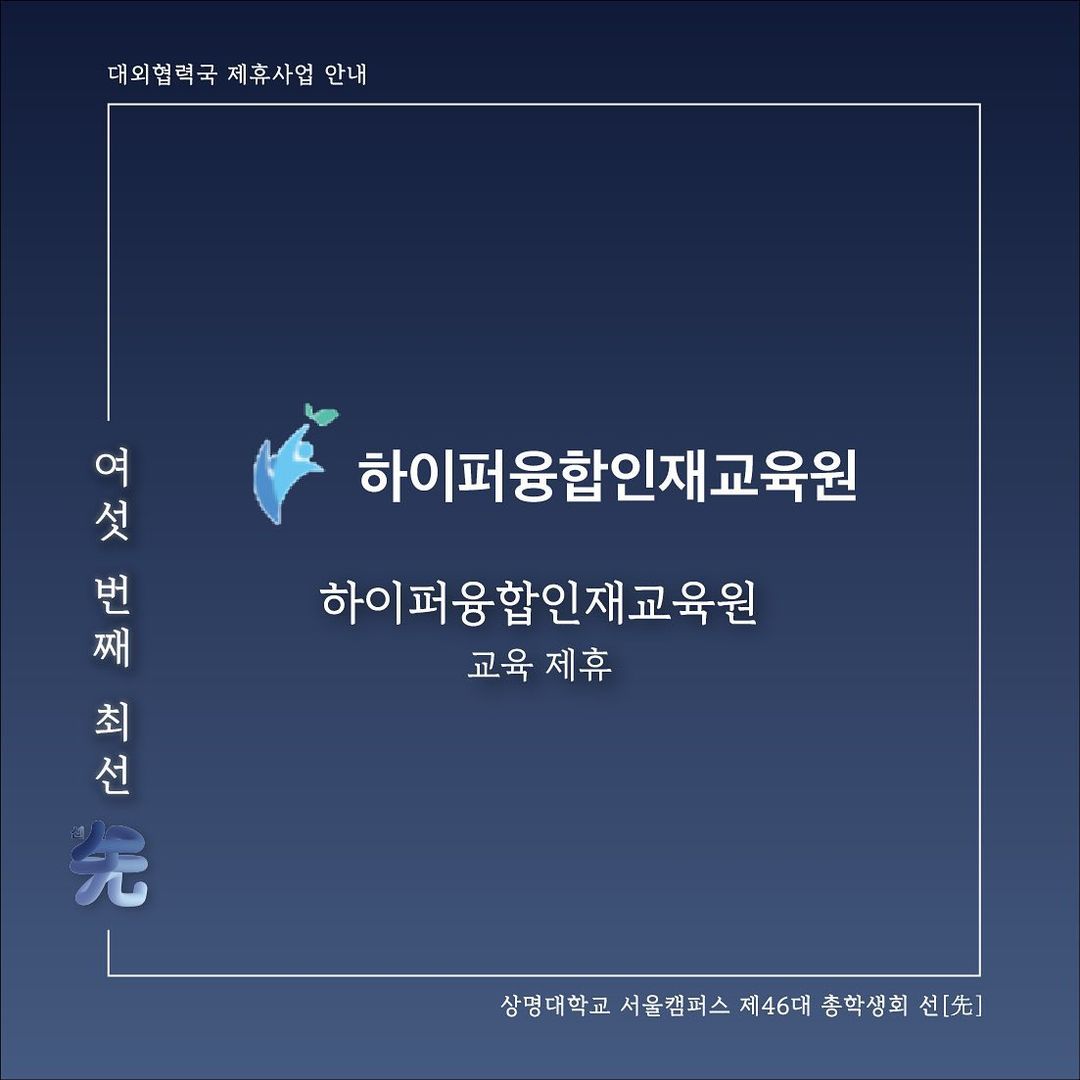 대외협력국 제휴사업 안내
하이퍼융합인재교육원
하이퍼융합인재교육원
교육 제휴
여섯 번째 최선
선
先
상명대학교 서울캠퍼스 제46대 총학생회 선[先]